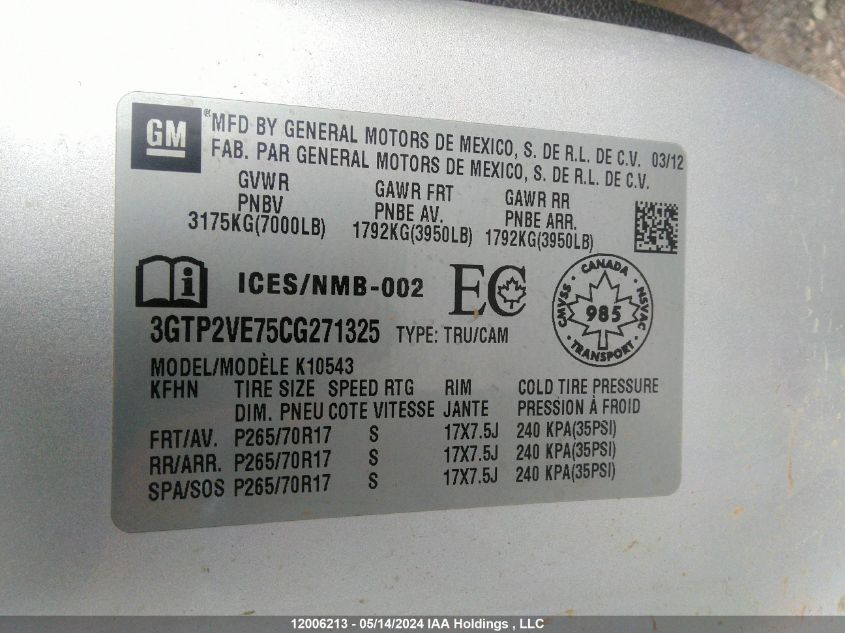 GM
MFD BY GENERAL MOTORS DE MEXICO, S. DE R.L. DE C.V. 03/12
FAB. PAR GENERAL MOTORS DE MEXICO, S. DE R.L. DE C.V.
GVWR GAWR FRT GAWR RR
PNBV PNBE AV. PNBE ARR.
3175KG(7000LB) 1792KG(3950LB) 1792KG(3950LB)
i ICES/NMB-002 EC
CANADA
CMVSS 985 NSVAC
TRANSPORT
3GTP2VE75CG271325 TYPE: TRU/CAM
MODEL/MODÈLE K10543
KFHN TIRE SIZE SPEED RTG RIM COLD TIRE PRESSURE
DIM. PNEU COTE VITESSE JANTE PRESSION À FROID
FRT/AV. P265/70R17 S 17X7.5J 240 KPA(35PSI)
RR/ARR. P265/70R17 S 17X7.5J 240 KPA(35PSI)
SPA/SOS P265/70R17 S 17X7.5J 240 KPA(35PSI)
12006213 - 05/14/2024 IAA Holdings , LLC